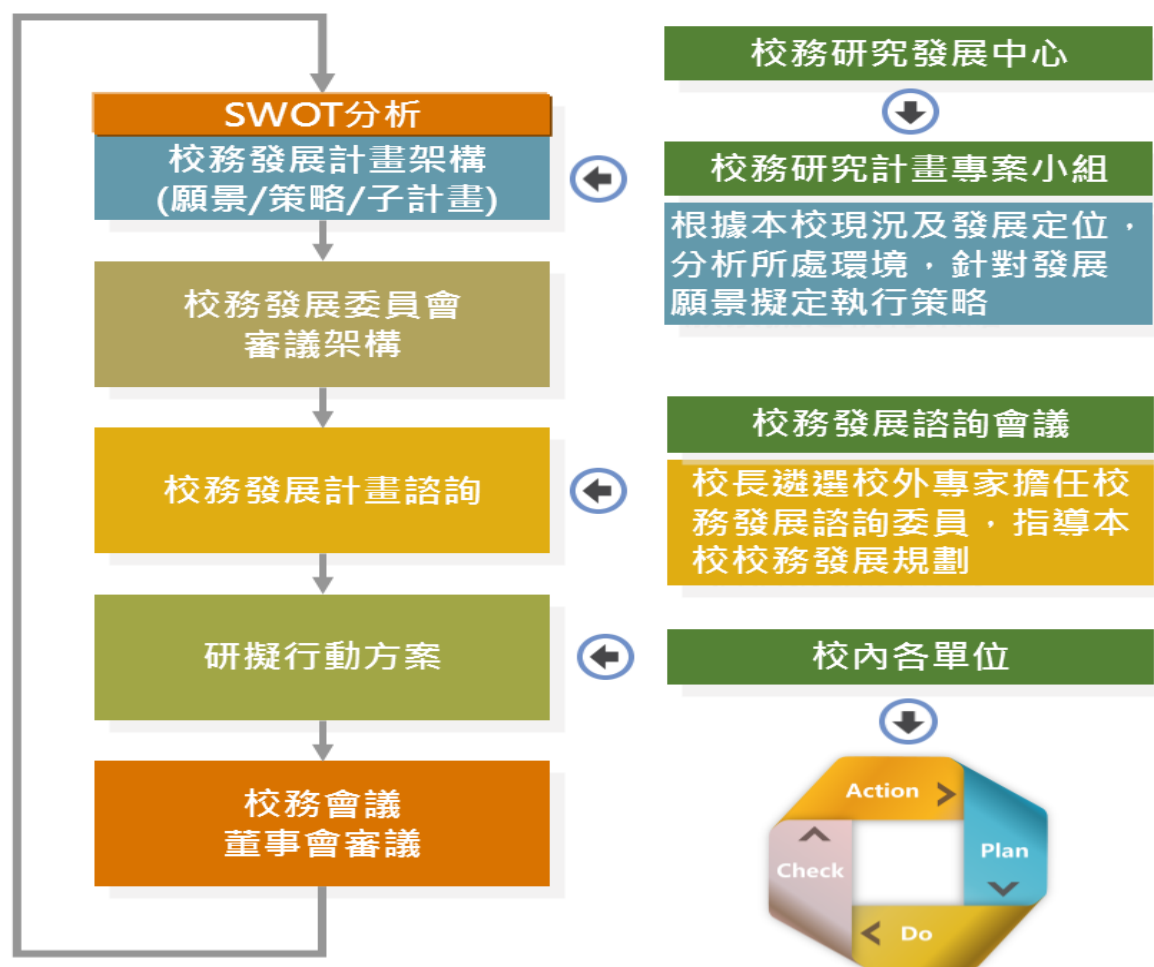 SWOT分析
校務發展計畫架構
(願景/策略/子計畫)
校務發展委員會
審議架構
校務發展計畫諮詢
研擬行動方案
校務會議
董事會審議
校務研究發展中心
校務研究計畫專案小組
根據本校現況及發展定位，
分析所處環境，針對發展
願景擬定執行策略
校務發展諮詢會議
校長遴選校外專家擔任校
務發展諮詢委員，指導本
校校務發展規劃
校內各單位
Action
Plan
Check
Do